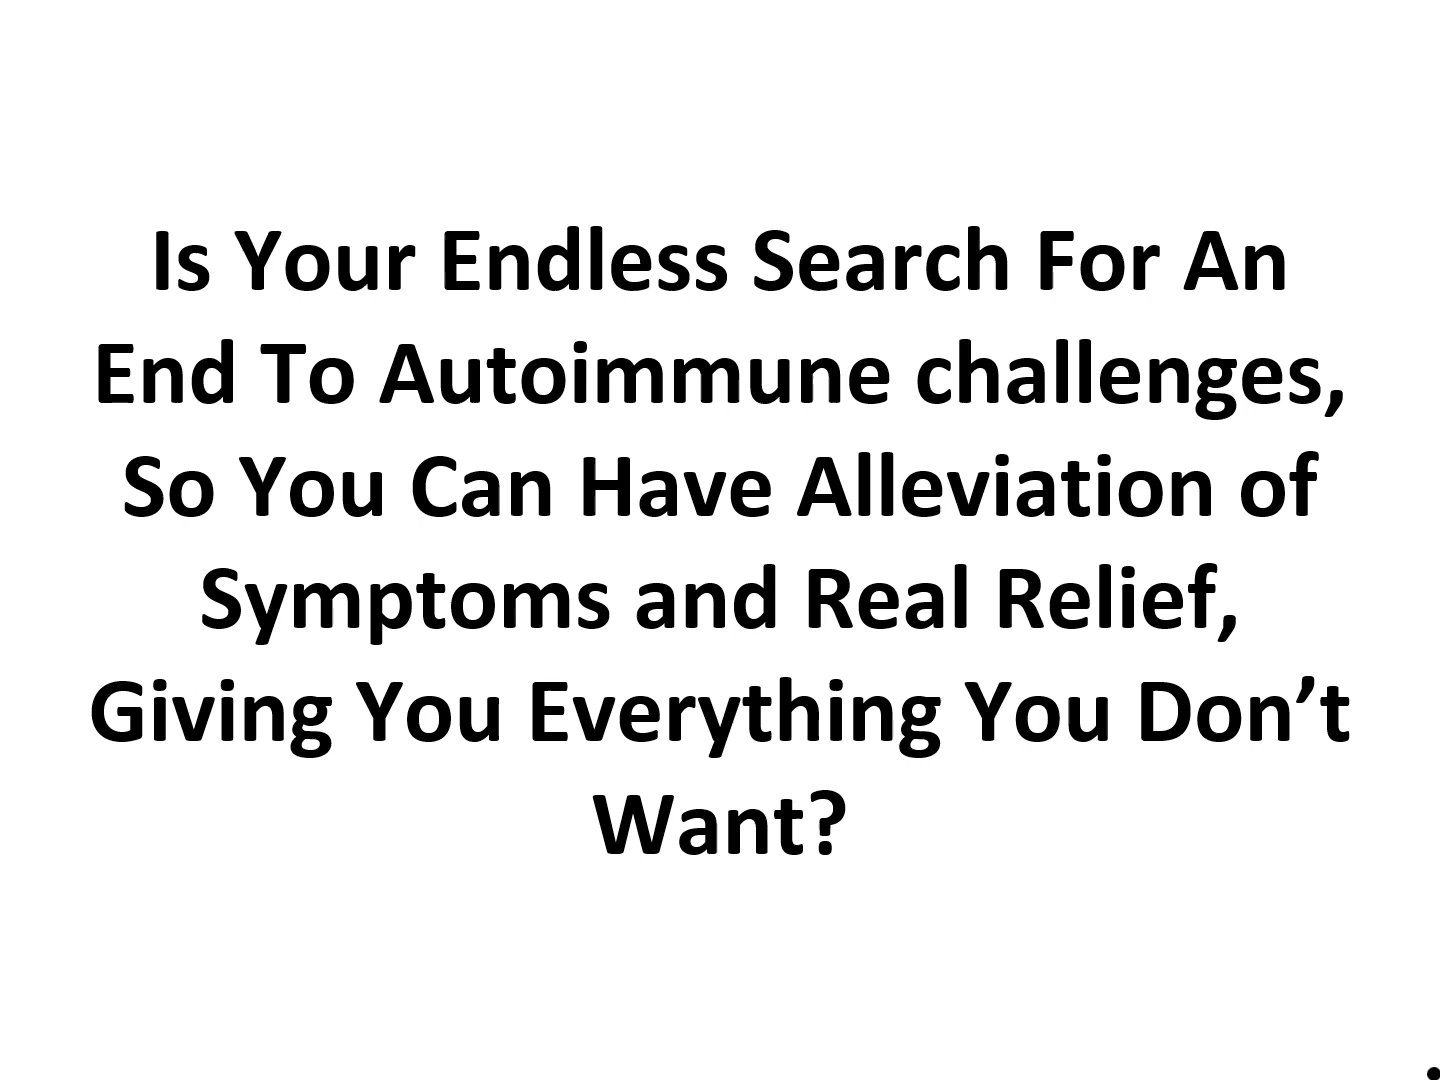 Is Your Endless Search For An
End To Autoimmune challenges,
So You Can Have Alleviation of
Symptoms and Real Relief,
Giving You Everything You Don’t
Want?
.